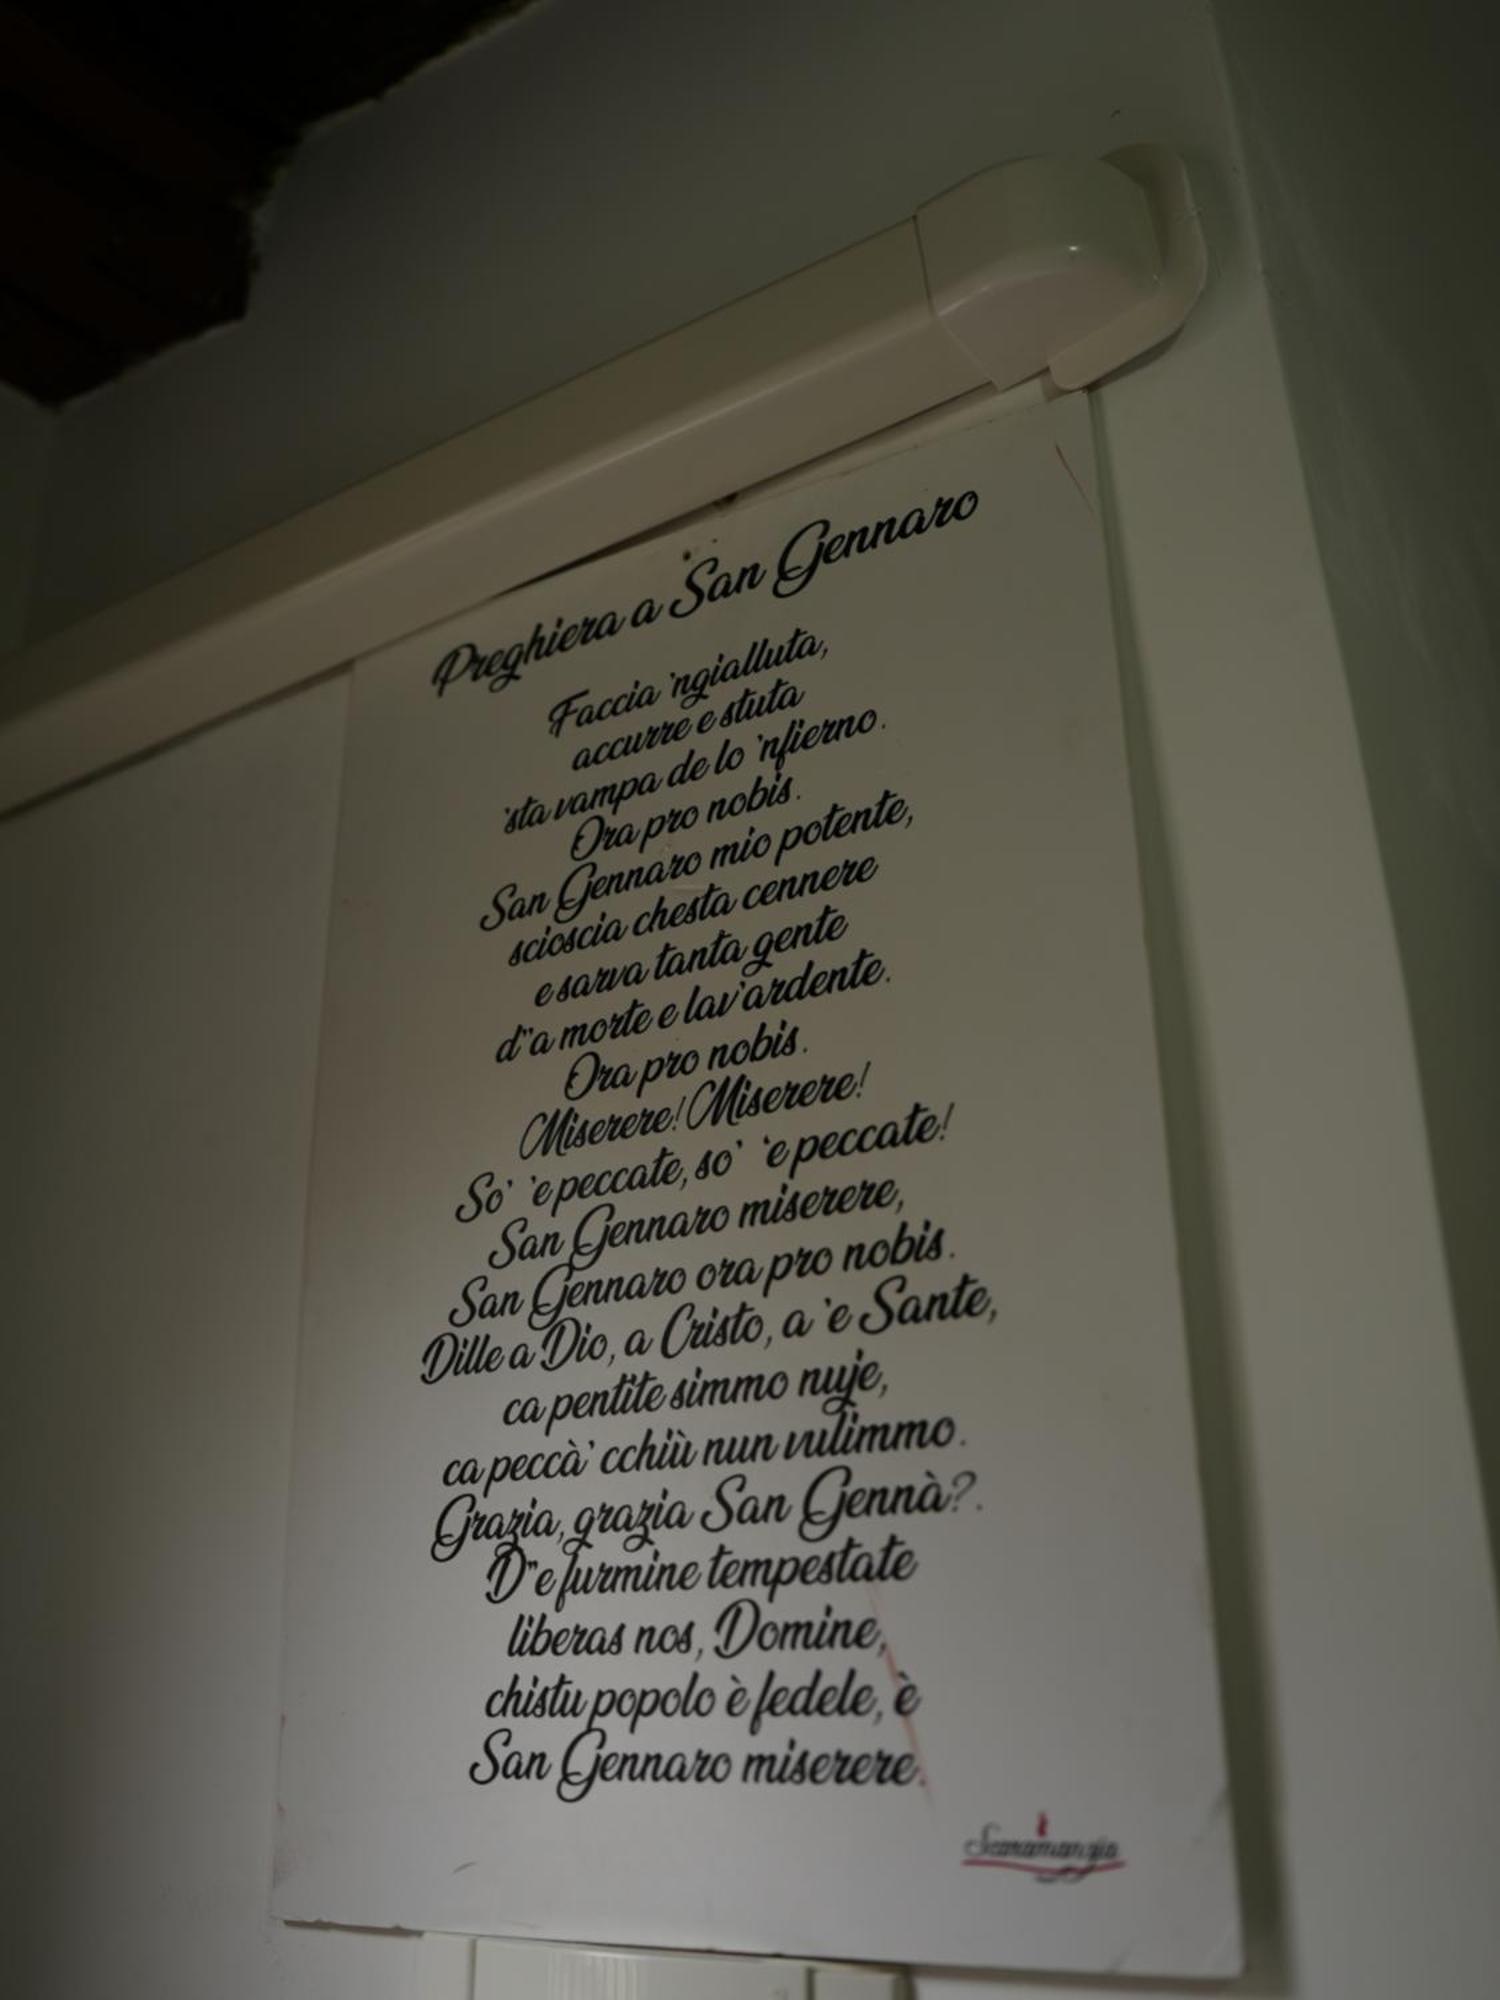 Preghiera a San Gennaro
Faccia 'ngialluta,
accurre e stuta
'sta vampa de lo 'nfierno.
Ora pro nobis.
San Gennaro mio potente,
scioscia chesta cennere
e sarva tanta gente
d''a morte e lav'ardente.
Ora pro nobis.
Miserere! Miserere!
So' 'e peccate, so' 'e peccate!
San Gennaro miserere,
San Gennaro ora pro nobis.
Dille a Dio, a Cristo, a 'e Sante,
ca pentite simmo nuje,
ca peccà' cchiù nun vulimmo.
Grazia, grazia San Gennà?.
D''e furmine tempestate
liberas nos, Domine,
chistu popolo è fedele, è
San Gennaro miserere.
Scaramangia